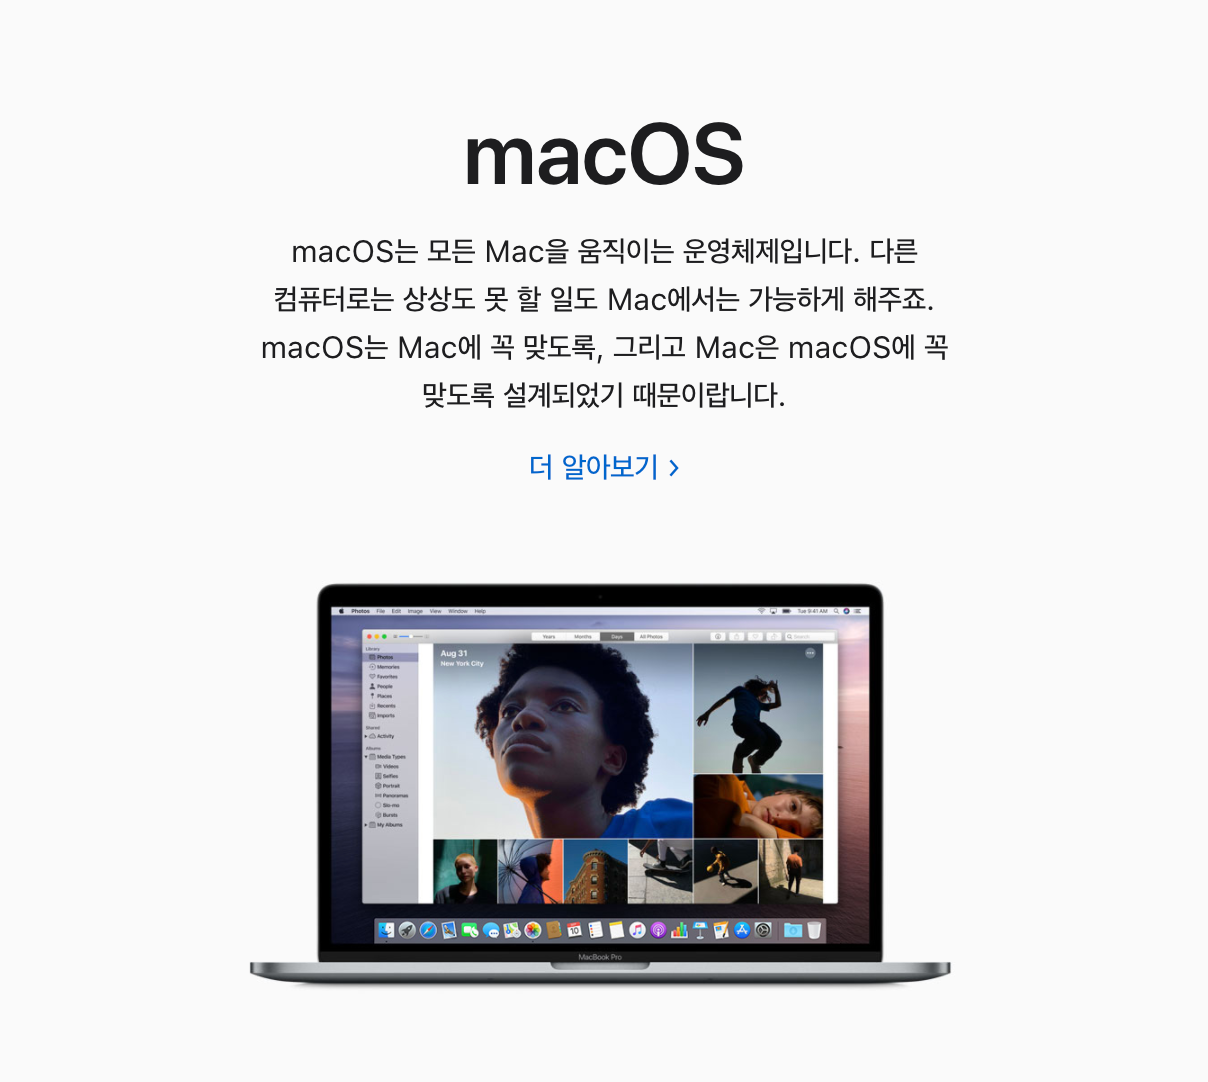 macOS
macOS는 모든 Mac을 움직이는 운영체제입니다. 다른
컴퓨터로는 상상도 못 할 일도 Mac에서는 가능하게 해주죠.
macOS는 Mac에 꼭 맞도록, 그리고 Mac은 macOS에 꼭
맞도록 설계되었기 때문이랍니다.
더 알아보기 >
Photos File Edit Image View Window Help Tue 9:41 AM
Years Months Days All Photos Search
Library
Photos
Memories
Favorites
People
Places
Recents
Imports
Shared
Activity
Albums
Media Types
Videos
Selfies
Portrait
Panoramas
Slo-mo
Bursts
My Albums
Aug 31
New York City
10
MacBook Pro